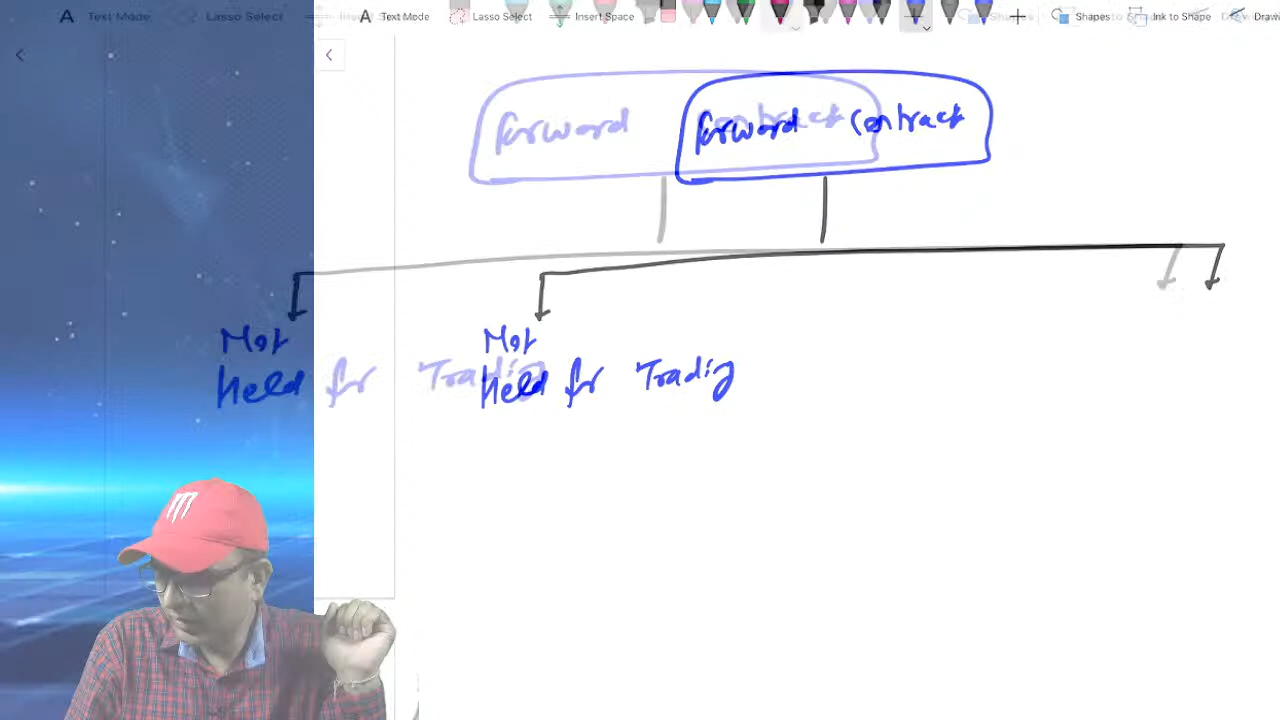 Text Mode Lasso Select Insert Space Shapes Ink to Shape
forward contract
Not
Held for Trading